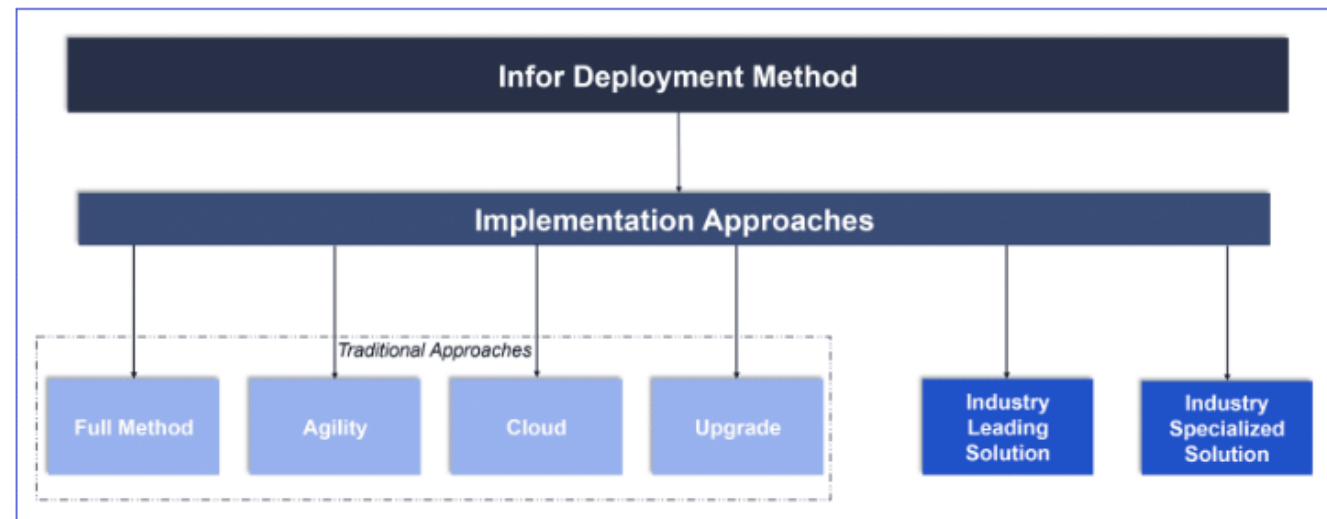 Infor Deployment Method
Implementation Approaches
Traditional Approaches
Full Method
Agility
Cloud
Upgrade
Industry
Leading
Solution
Industry
Specialized
Solution